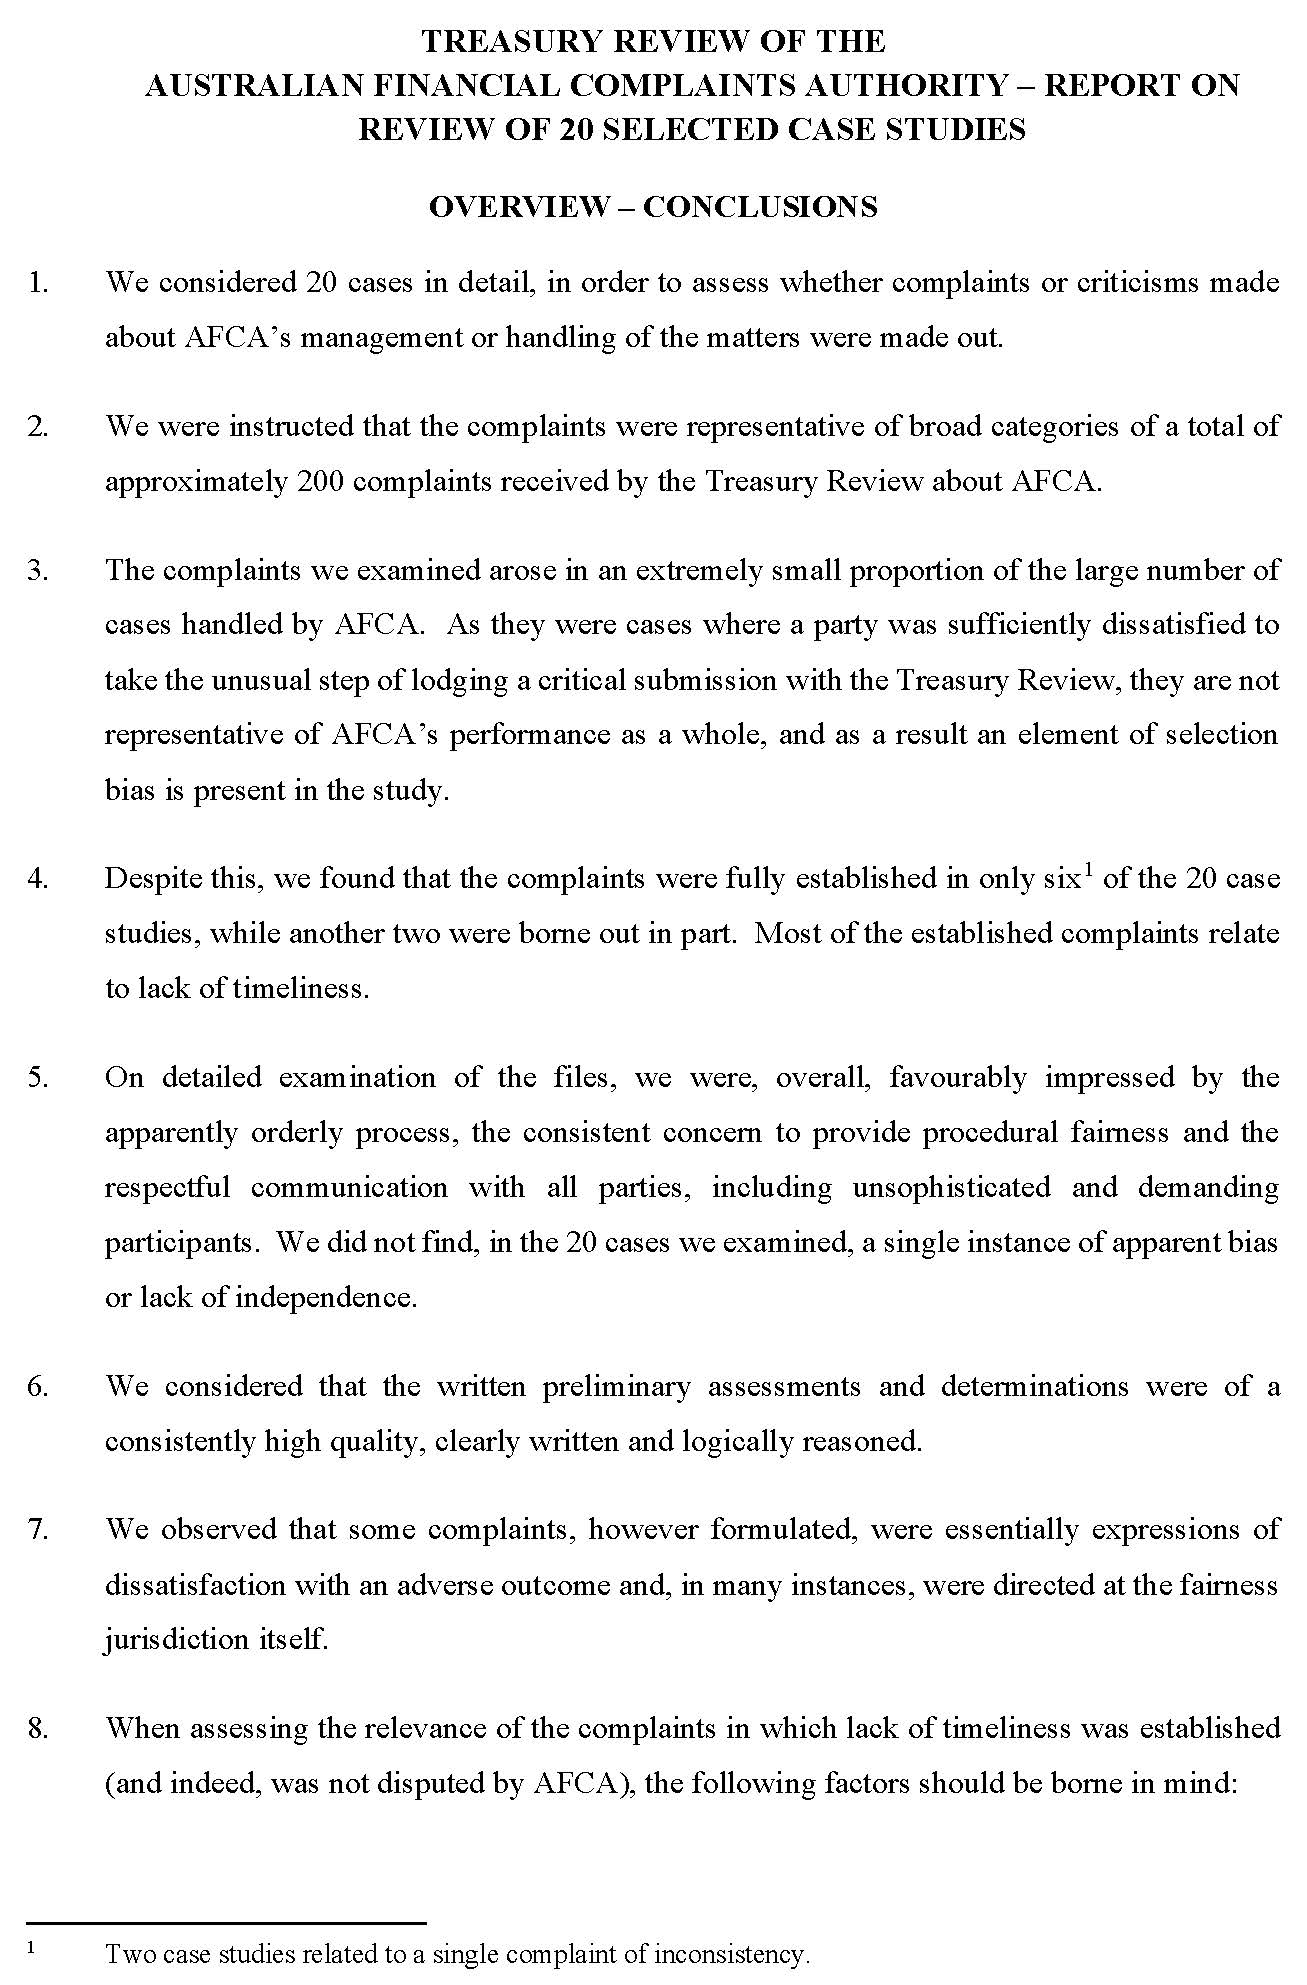 TREASURY REVIEW OF THE
AUSTRALIAN FINANCIAL COMPLAINTS AUTHORITY – REPORT ON
REVIEW OF 20 SELECTED CASE STUDIES
OVERVIEW – CONCLUSIONS
1. We considered 20 cases in detail, in order to assess whether complaints or criticisms made
about AFCA’s management or handling of the matters were made out.
2. We were instructed that the complaints were representative of broad categories of a total of
approximately 200 complaints received by the Treasury Review about AFCA.
3. The complaints we examined arose in an extremely small proportion of the large number of
cases handled by AFCA. As they were cases where a party was sufficiently dissatisfied to
take the unusual step of lodging a critical submission with the Treasury Review, they are not
representative of AFCA’s performance as a whole, and as a result an element of selection
bias is present in the study.
4. Despite this, we found that the complaints were fully established in only six1 of the 20 case
studies, while another two were borne out in part. Most of the established complaints relate
to lack of timeliness.
5. On detailed examination of the files, we were, overall, favourably impressed by the
apparently orderly process, the consistent concern to provide procedural fairness and the
respectful communication with all parties, including unsophisticated and demanding
participants. We did not find, in the 20 cases we examined, a single instance of apparent bias
or lack of independence.
6. We considered that the written preliminary assessments and determinations were of a
consistently high quality, clearly written and logically reasoned.
7. We observed that some complaints, however formulated, were essentially expressions of
dissatisfaction with an adverse outcome and, in many instances, were directed at the fairness
jurisdiction itself.
8. When assessing the relevance of the complaints in which lack of timeliness was established
(and indeed, was not disputed by AFCA), the following factors should be borne in mind:
1 Two case studies related to a single complaint of inconsistency.